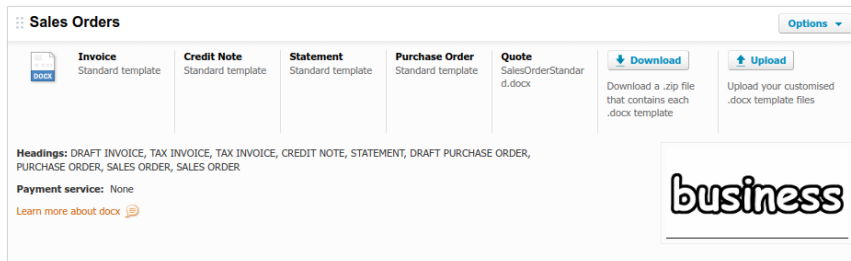 Sales Orders
Options
DOCX
Invoice
Standard template
Credit Note
Standard template
Statement
Standard template
Purchase Order
Standard template
Quote
SalesOrderStandar
d.docx
Download
Download a .zip file
that contains each
.docx template
Upload
Upload your customised
.docx template files
Headings: DRAFT INVOICE, TAX INVOICE, TAX INVOICE, CREDIT NOTE, STATEMENT, DRAFT PURCHASE ORDER,
PURCHASE ORDER, SALES ORDER, SALES ORDER
Payment service: None
Learn more about docx
business